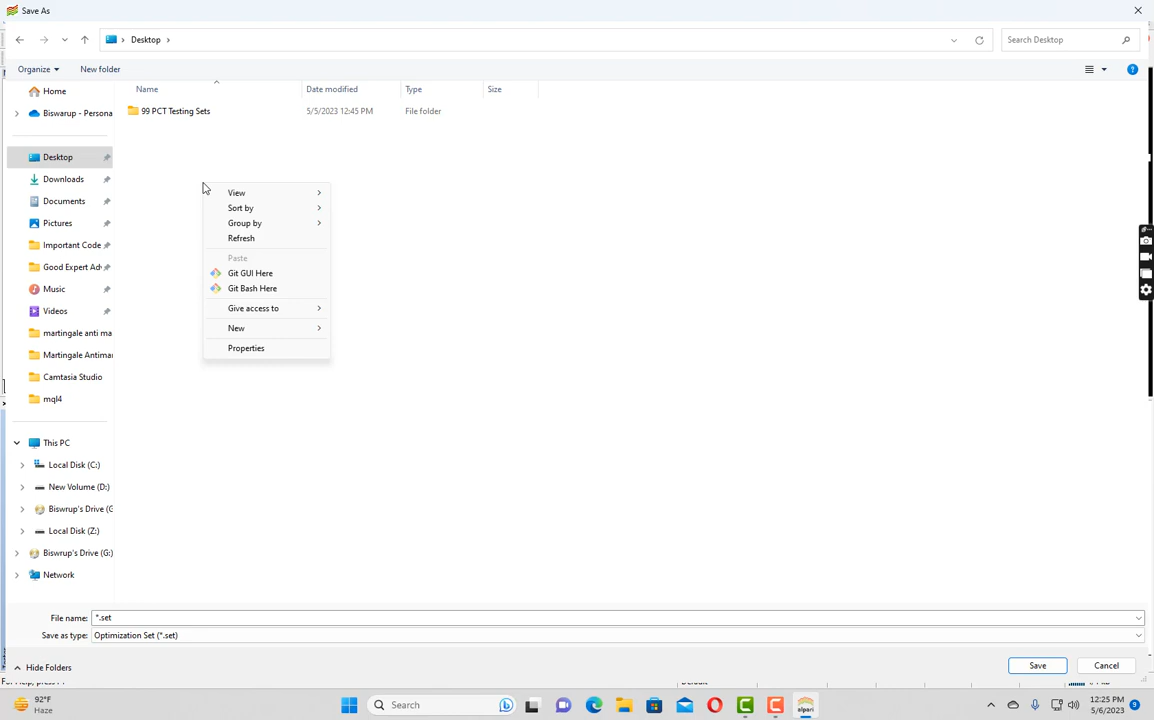 Save As
Desktop
Search Desktop
Organize
New folder
Name
Date modified
Type
Size
Home
Biswarup - Persona
Desktop
Downloads
Documents
Pictures
Important Code
Good Expert Adv
Music
Videos
martingale anti ma
Martingale Antimar
Camtasia Studio
mql4
This PC
Local Disk (C:)
New Volume (D:)
Biswrup's Drive (G
Local Disk (Z:)
Biswrup's Drive (G:)
Network
99 PCT Testing Sets
5/5/2023 12:45 PM
File folder
View
Sort by
Group by
Refresh
Paste
Git GUI Here
Git Bash Here
Give access to
New
Properties
File name: *.set
Save as type: Optimization Set (*.set)
Hide Folders
Save
Cancel
Default
92°F
Haze
Search
alpari
12:25 PM
5/6/2023
9